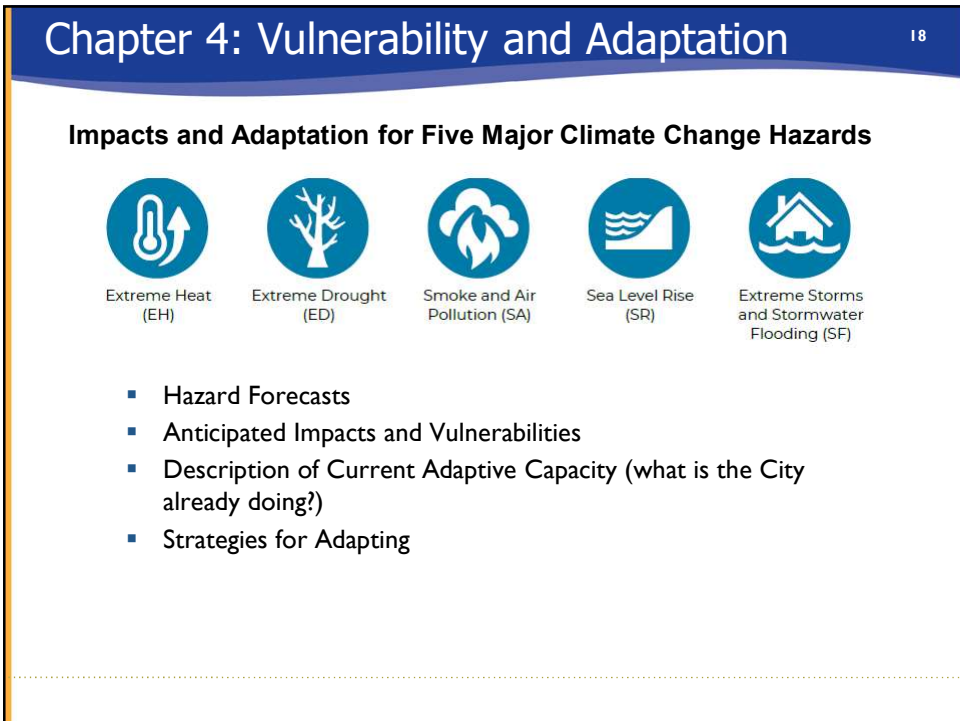 Chapter 4: Vulnerability and Adaptation
18
Impacts and Adaptation for Five Major Climate Change Hazards
Extreme Heat
(EH)
Extreme Drought
(ED)
Smoke and Air
Pollution (SA)
Sea Level Rise
(SR)
Extreme Storms
and Stormwater
Flooding (SF)
▪ Hazard Forecasts
▪ Anticipated Impacts and Vulnerabilities
▪ Description of Current Adaptive Capacity (what is the City
already doing?)
▪ Strategies for Adapting